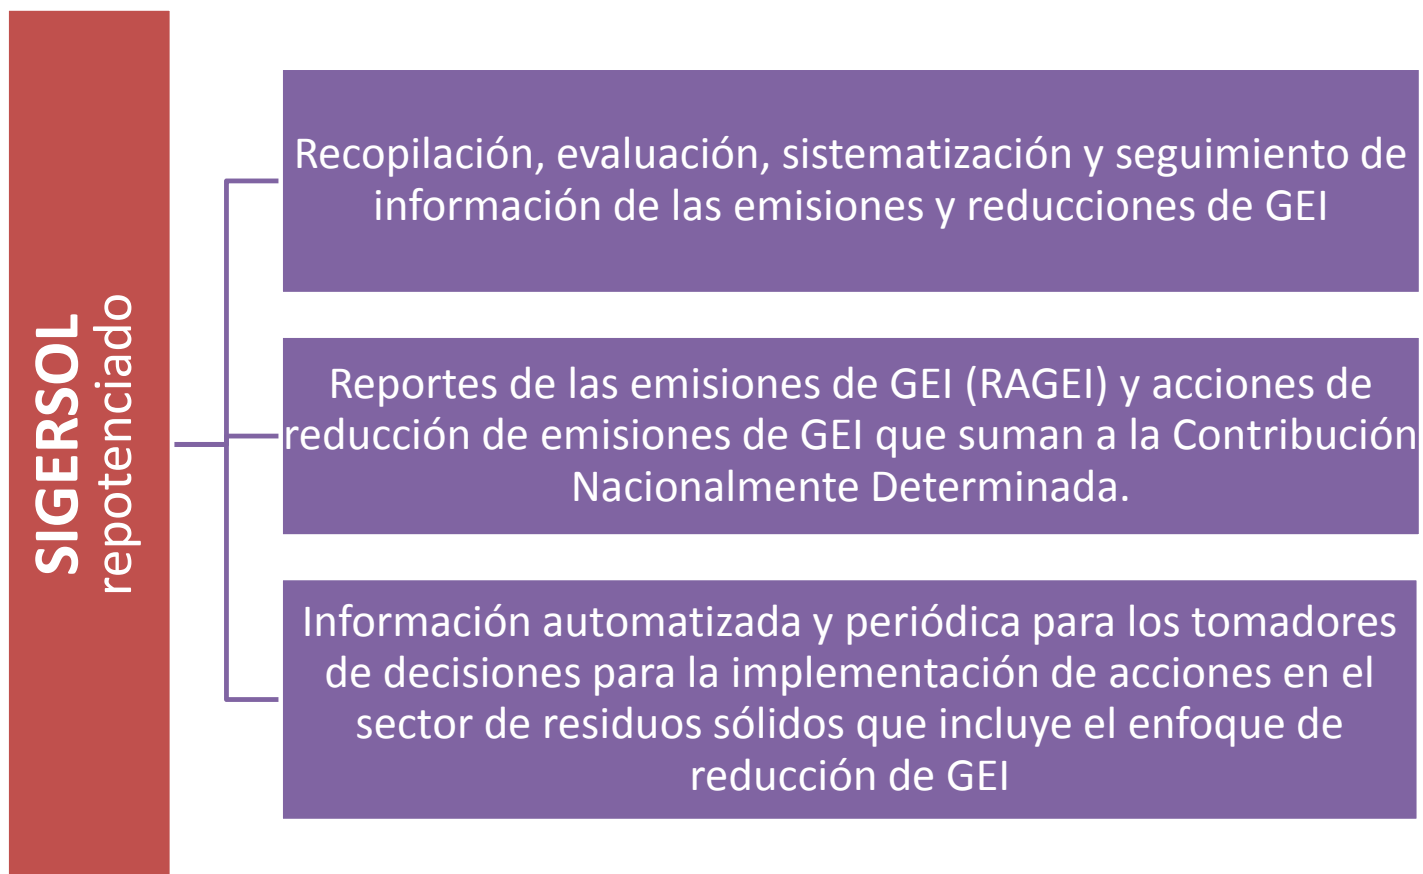 SIGERSOL
repotenciado
Recopilación, evaluación, sistematización y seguimiento de
información de las emisiones y reducciones de GEI
Reportes de las emisiones de GEI (RAGEI) y acciones de
reducción de emisiones de GEI que suman a la Contribución
Nacionalmente Determinada.
Información automatizada y periódica para los tomadores
de decisiones para la implementación de acciones en el
sector de residuos sólidos que incluye el enfoque de
reducción de GEI